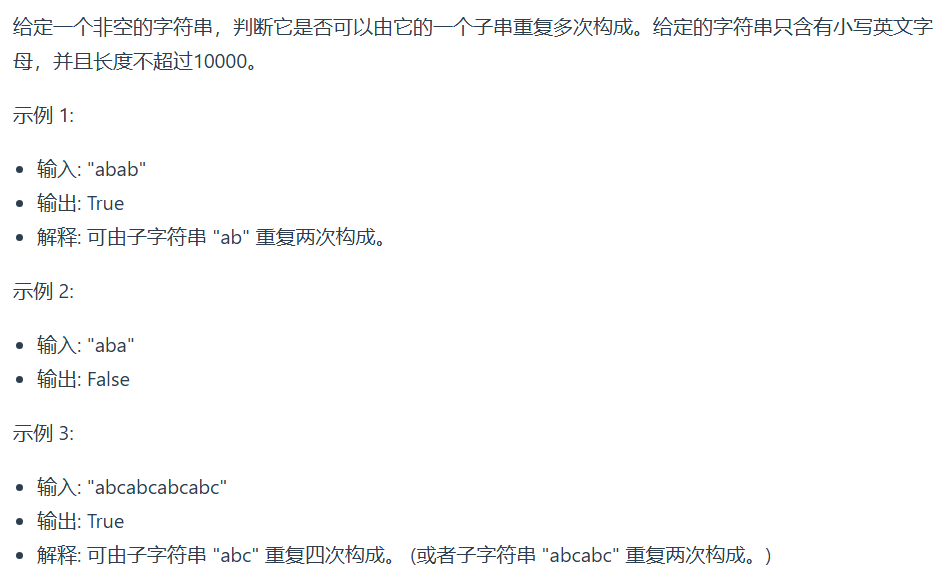 给定一个非空的字符串，判断它是否可以由它的一个子串重复多次构成。给定的字符串只含有小写英文字
母，并且长度不超过10000。
示例 1:
• 输入: "abab"
• 输出: True
• 解释: 可由子字符串 "ab" 重复两次构成。
示例 2:
• 输入: "aba"
• 输出: False
示例 3:
• 输入: "abcabcabcabc"
• 输出: True
• 解释: 可由子字符串 "abc" 重复四次构成。 (或者子字符串 "abcabc" 重复两次构成。)